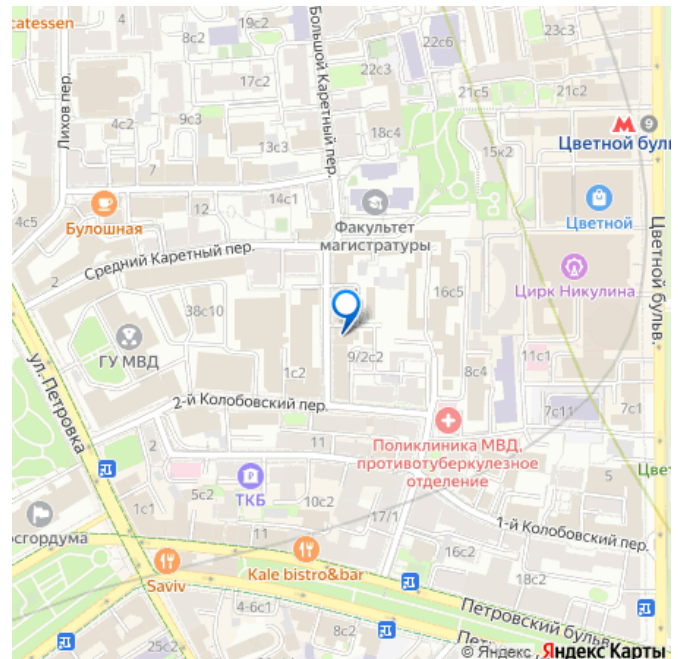 catessen
Большой Каретный пер.
22с6
23с3
17с2
22с3
21с5
21с2
Лихов пер.
9с3
4с2
18с4
9
13с3
15к2
Цветной буль
7
14с1
4с5
12
Булошная
Факультет
магистратуры
Цветной
Цветной бульв.
Средний Каретный пер.
2
16с5
Цирк Никулина
38с10
ГУ МВД
ул. Петровка
9/2с2
11с1
1с2
8с4
2-й Колобовский пер.
7с11
7с1
2
11
Поликлиника МВД,
противотуберкулезное
отделение
Цвет
5
5с2
ТКБ
10с2
1с1
17/1
1-й Колобовский пер.
осгордума
11
16с2
Saviv
Kale bistro&bar
18с2
4-6с1
8с2
Петровский бульв.
25с2
© Яндекс
Яндекс Карты